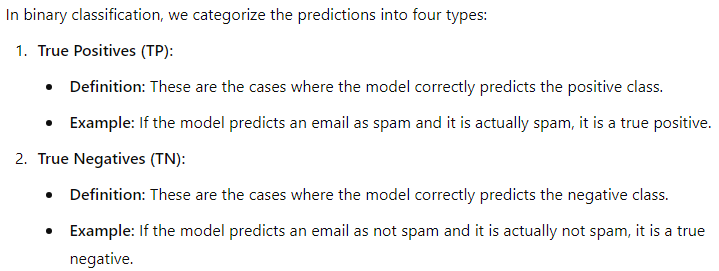 In binary classification, we categorize the predictions into four types:
1. True Positives (TP):
• Definition: These are the cases where the model correctly predicts the positive class.
• Example: If the model predicts an email as spam and it is actually spam, it is a true positive.
2. True Negatives (TN):
• Definition: These are the cases where the model correctly predicts the negative class.
• Example: If the model predicts an email as not spam and it is actually not spam, it is a true
negative.